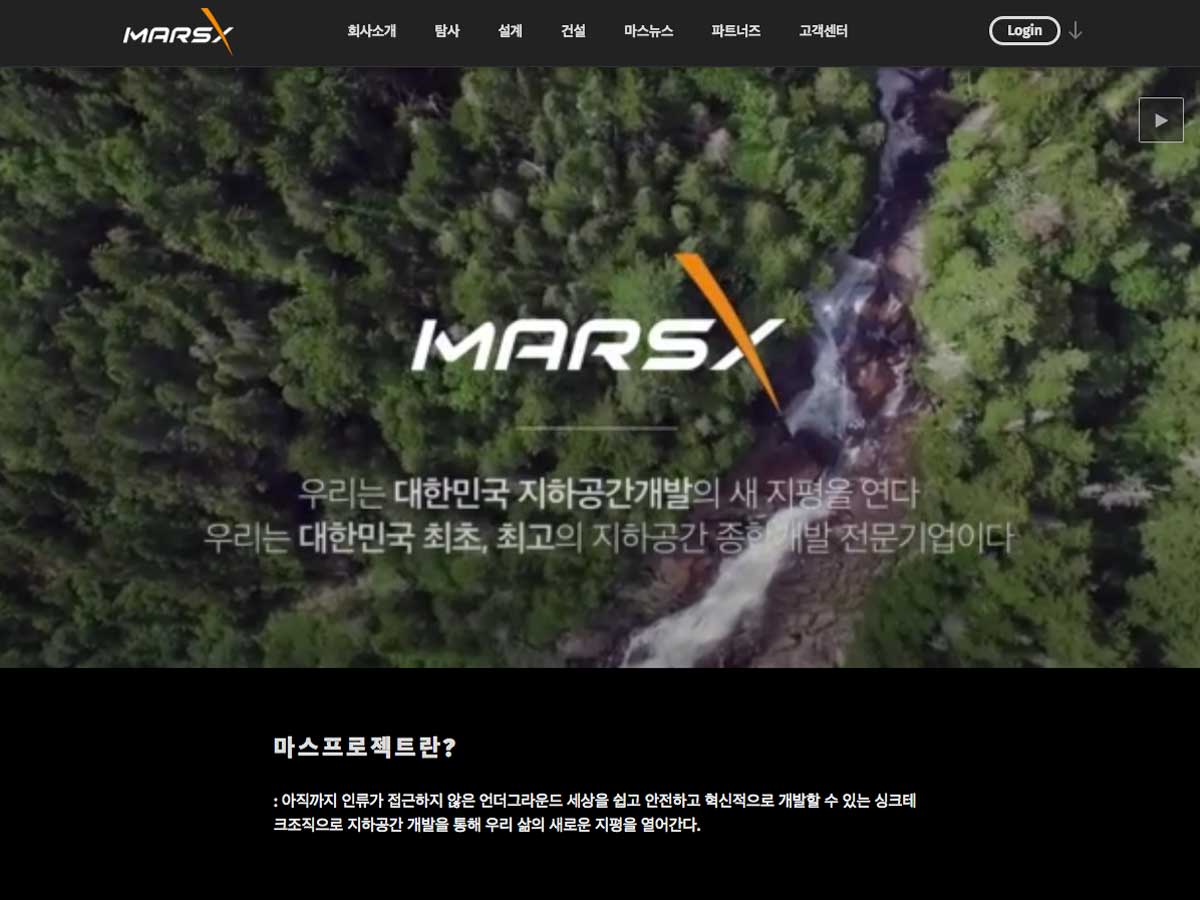 MARSX
회사소개 탐사 설계 건설 마스뉴스 파트너즈 고객센터
Login
MARSX
우리는 대한민국 지하공간개발의 새 지평을 연다
우리는 대한민국 최초, 최고의 지하공간 종합개발 전문기업이다
마스프로젝트란?
: 아직까지 인류가 접근하지 않은 언더그라운드 세상을 쉽고 안전하고 혁신적으로 개발할 수 있는 싱크테
크조직으로 지하공간 개발을 통해 우리 삶의 새로운 지평을 열어간다.